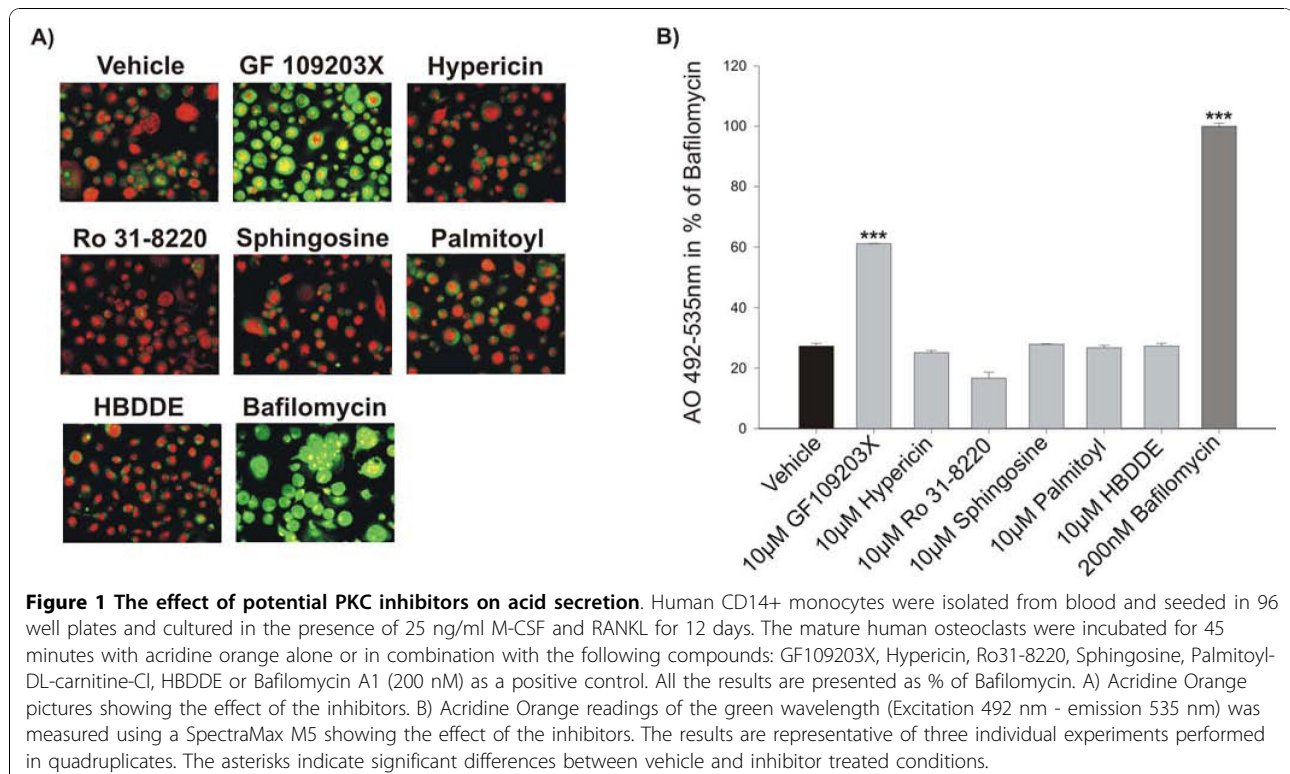 A)
Vehicle GF 109203X Hypericin
Ro 31-8220 Sphingosine Palmitoyl
HBDDE Bafilomycin
B)
AO 492-535nm in % of Bafilomycin
120
100
80
60
40
20
0
***
***
Vehicle
10µM GF109203X
10µM Hypericin
10µM Ro 31-8220
10µM Sphingosine
10µM Palmitoyl
10µM HBDDE
200nM Bafilomycin
Figure 1 The effect of potential PKC inhibitors on acid secretion. Human CD14+ monocytes were isolated from blood and seeded in 96
well plates and cultured in the presence of 25 ng/ml M-CSF and RANKL for 12 days. The mature human osteoclasts were incubated for 45
minutes with acridine orange alone or in combination with the following compounds: GF109203X, Hypericin, Ro31-8220, Sphingosine, Palmitoyl-
DL-carnitine-Cl, HBDDE or Bafilomycin A1 (200 nM) as a positive control. All the results are presented as % of Bafilomycin. A) Acridine Orange
pictures showing the effect of the inhibitors. B) Acridine Orange readings of the green wavelength (Excitation 492 nm - emission 535 nm) was
measured using a SpectraMax M5 showing the effect of the inhibitors. The results are representative of three individual experiments performed
in quadruplicates. The asterisks indicate significant differences between vehicle and inhibitor treated conditions.